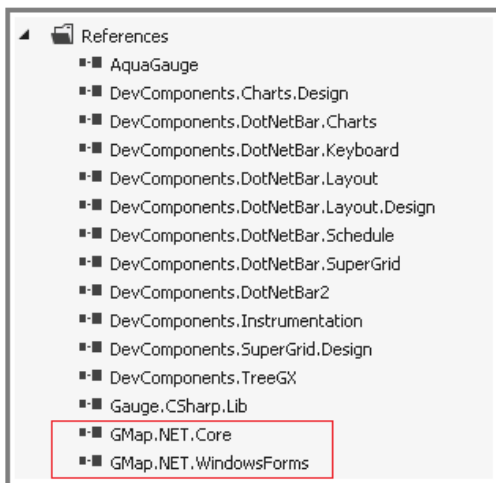 References
AquaGauge
DevComponents.Charts.Design
DevComponents.DotNetBar.Charts
DevComponents.DotNetBar.Keyboard
DevComponents.DotNetBar.Layout
DevComponents.DotNetBar.Layout.Design
DevComponents.DotNetBar.Schedule
DevComponents.DotNetBar.SuperGrid
DevComponents.DotNetBar2
DevComponents.Instrumentation
DevComponents.SuperGrid.Design
DevComponents.TreeGX
Gauge.CSharp.Lib
GMap.NET.Core
GMap.NET.WindowsForms